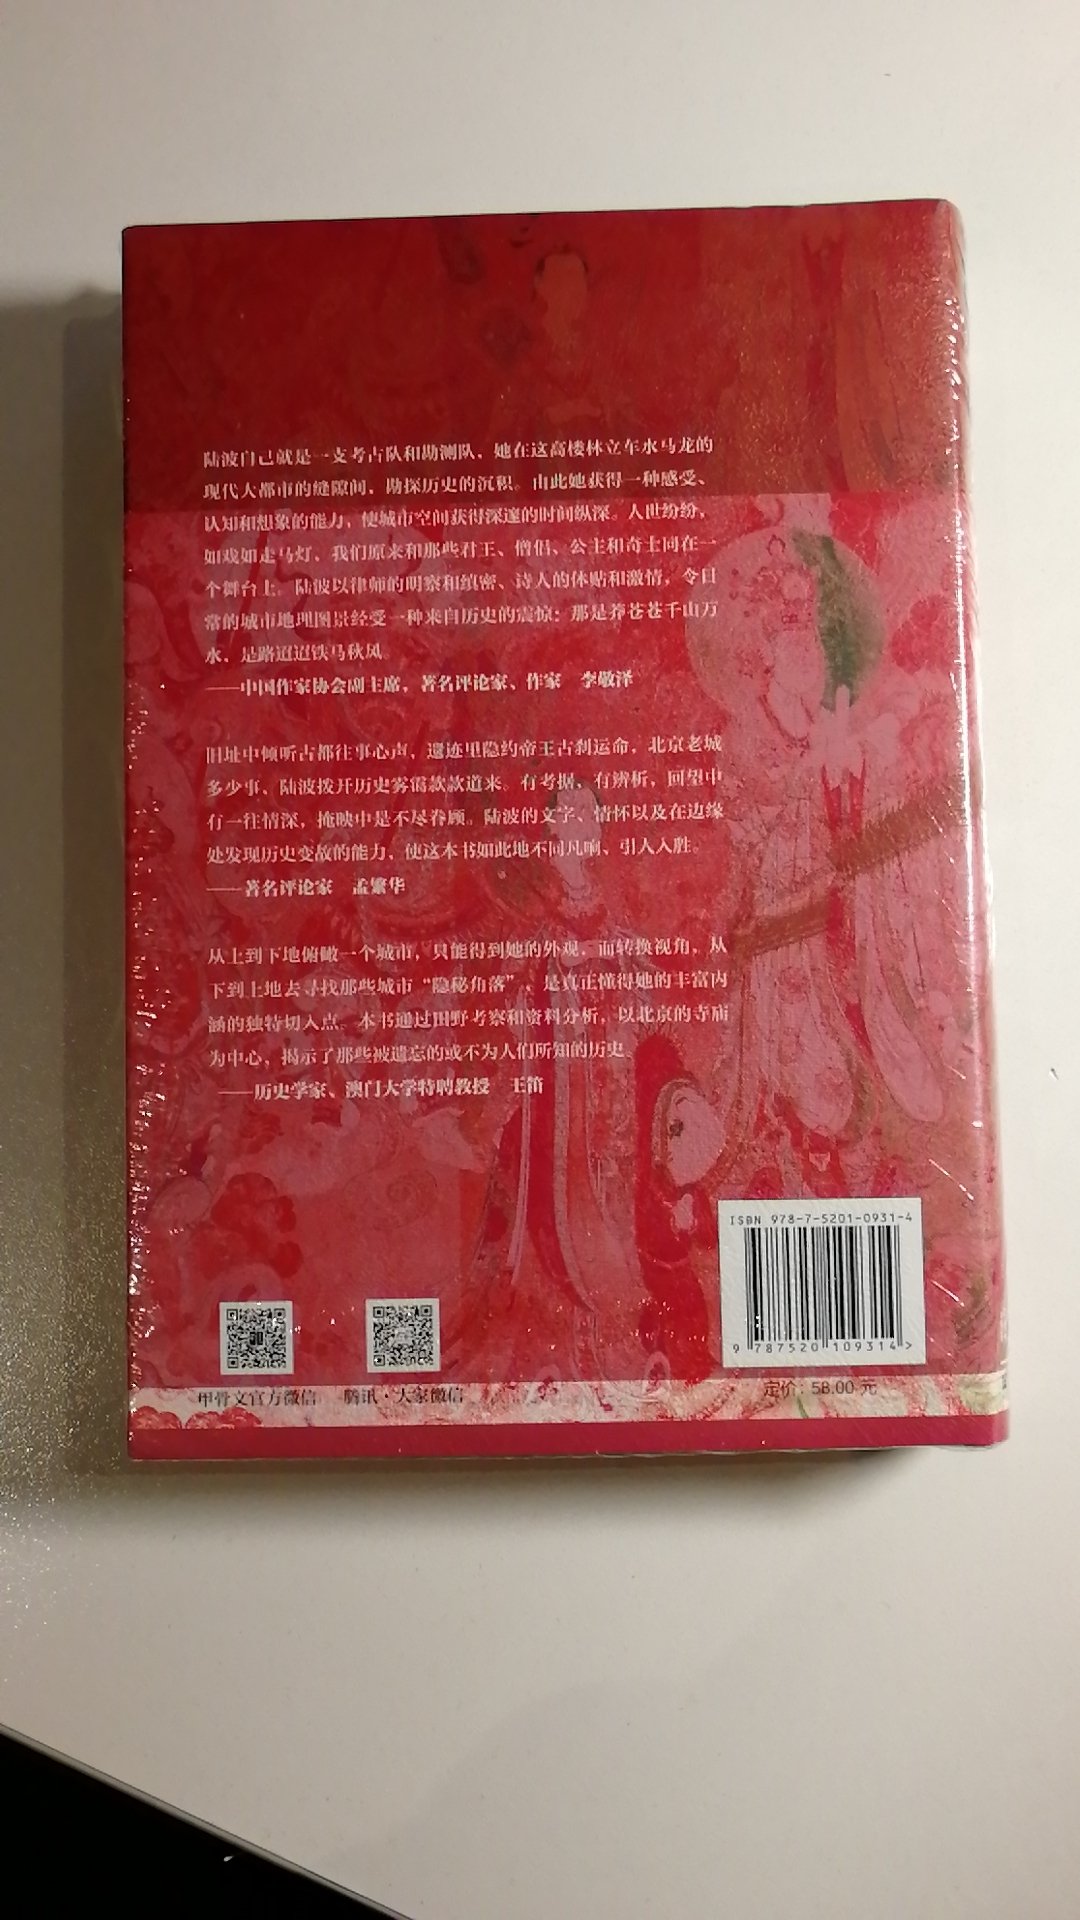 陆波自己就是一支考古队和勘测队，她在这高楼林立车水马龙的
现代大都市的缝隙间，勘探历史的沉积。由此她获得一种感受、
认知和想象的能力，使城市空间获得深邃的时间纵深。人世纷纷，
如戏如走马灯，我们原来和那些君王、僧侣、公主和奇士同在一
个舞台上。陆波以律师的明察和缜密、诗人的体贴和激情，令日
常的城市地理图景经受一种来自历史的震惊：那是莽苍苍千山万
水，是路迢迢铁马秋风。
——中国作家协会副主席，著名评论家、作家 李敬泽
旧址中倾听古都往事心声，遗迹里隐约帝王古刹运命，北京老城
多少事，陆波拨开历史雾霭款款道来。有考据，有辨析，回望中
有一往情深，掩映中是不尽眷顾。陆波的文字、情怀以及在边缘
处发现历史变故的能力，使这本书如此地不同凡响、引人入胜。
——著名评论家 孟繁华
从上到下地俯瞰一个城市，只能得到她的外观，而转换视角，从
下到上地去寻找那些城市“隐秘角落”，是真正懂得她的丰富内
涵的独特切入点。本书通过田野考察和资料分析，以北京的寺庙
为中心，揭示了那些被遗忘的或不为人们所知的历史。
——历史学家、澳门大学特聘教授 王笛
ISBN 978-7-5201-0931-4
9 787520 109314 >
甲骨文官方微信 腾讯·大家微信
定价：58.00 元